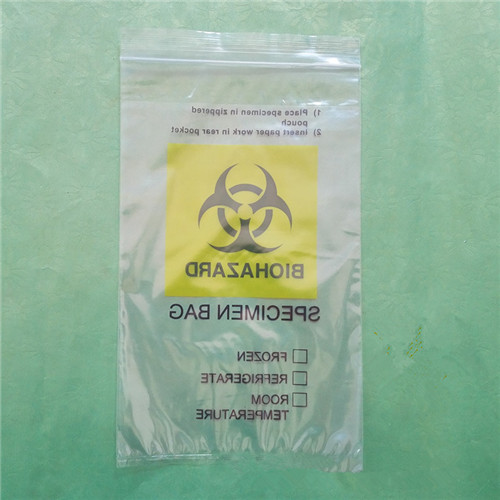 1) Place specimen in zippered
pouch
2) Insert paper work in rear pocket
BIOHAZARD
SPECIMEN BAG
FROZEN
REFRIGERATE
ROOM
TEMPERATURE